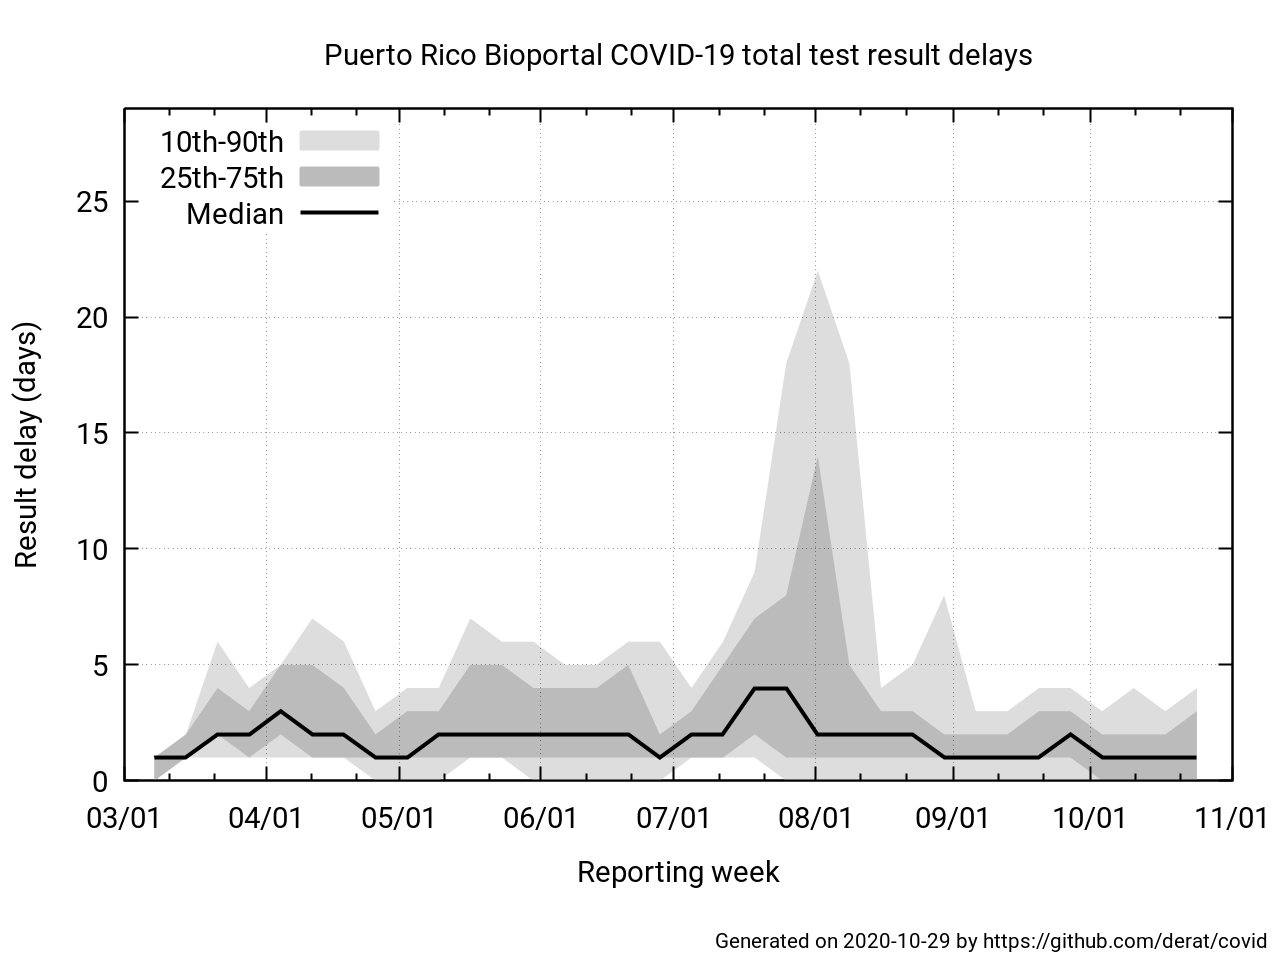 Puerto Rico Bioportal COVID-19 total test result delays
10th-90th
25th-75th
Median
25
20
15
10
5
0
Result delay (days)
03/01 04/01 05/01 06/01 07/01 08/01 09/01 10/01 11/01
Reporting week
Generated on 2020-10-29 by https://github.com/derat/covid